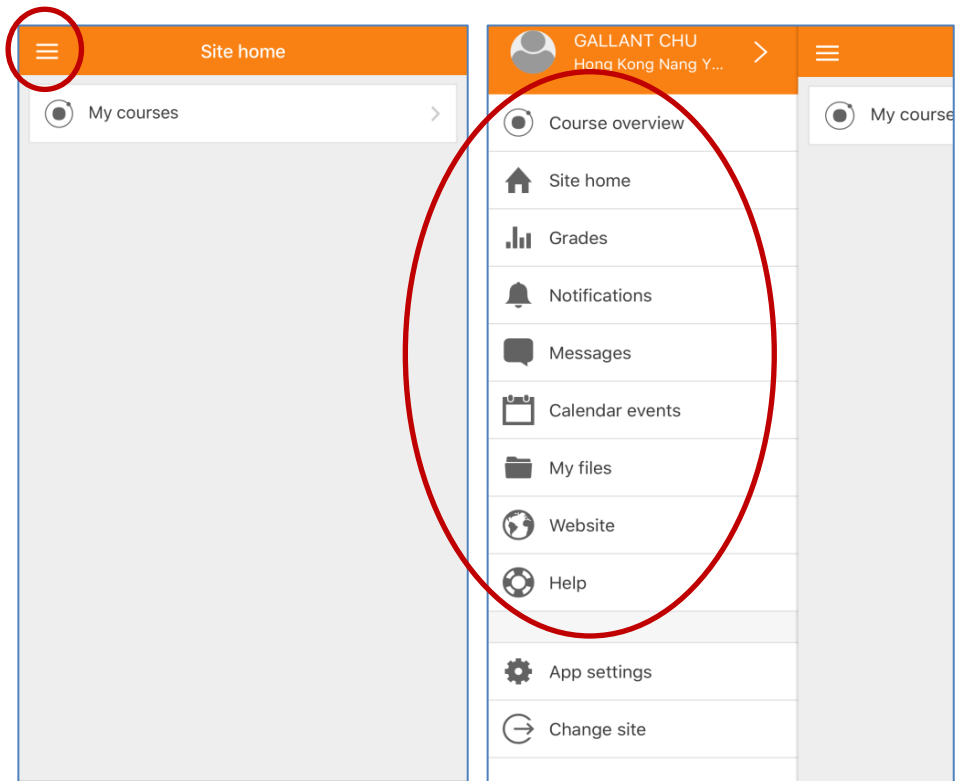 Site home
My courses
GALLANT CHU
Hong Kong Nang Y...
Course overview
Site home
Grades
Notifications
Messages
Calendar events
My files
Website
Help
App settings
Change site
My course